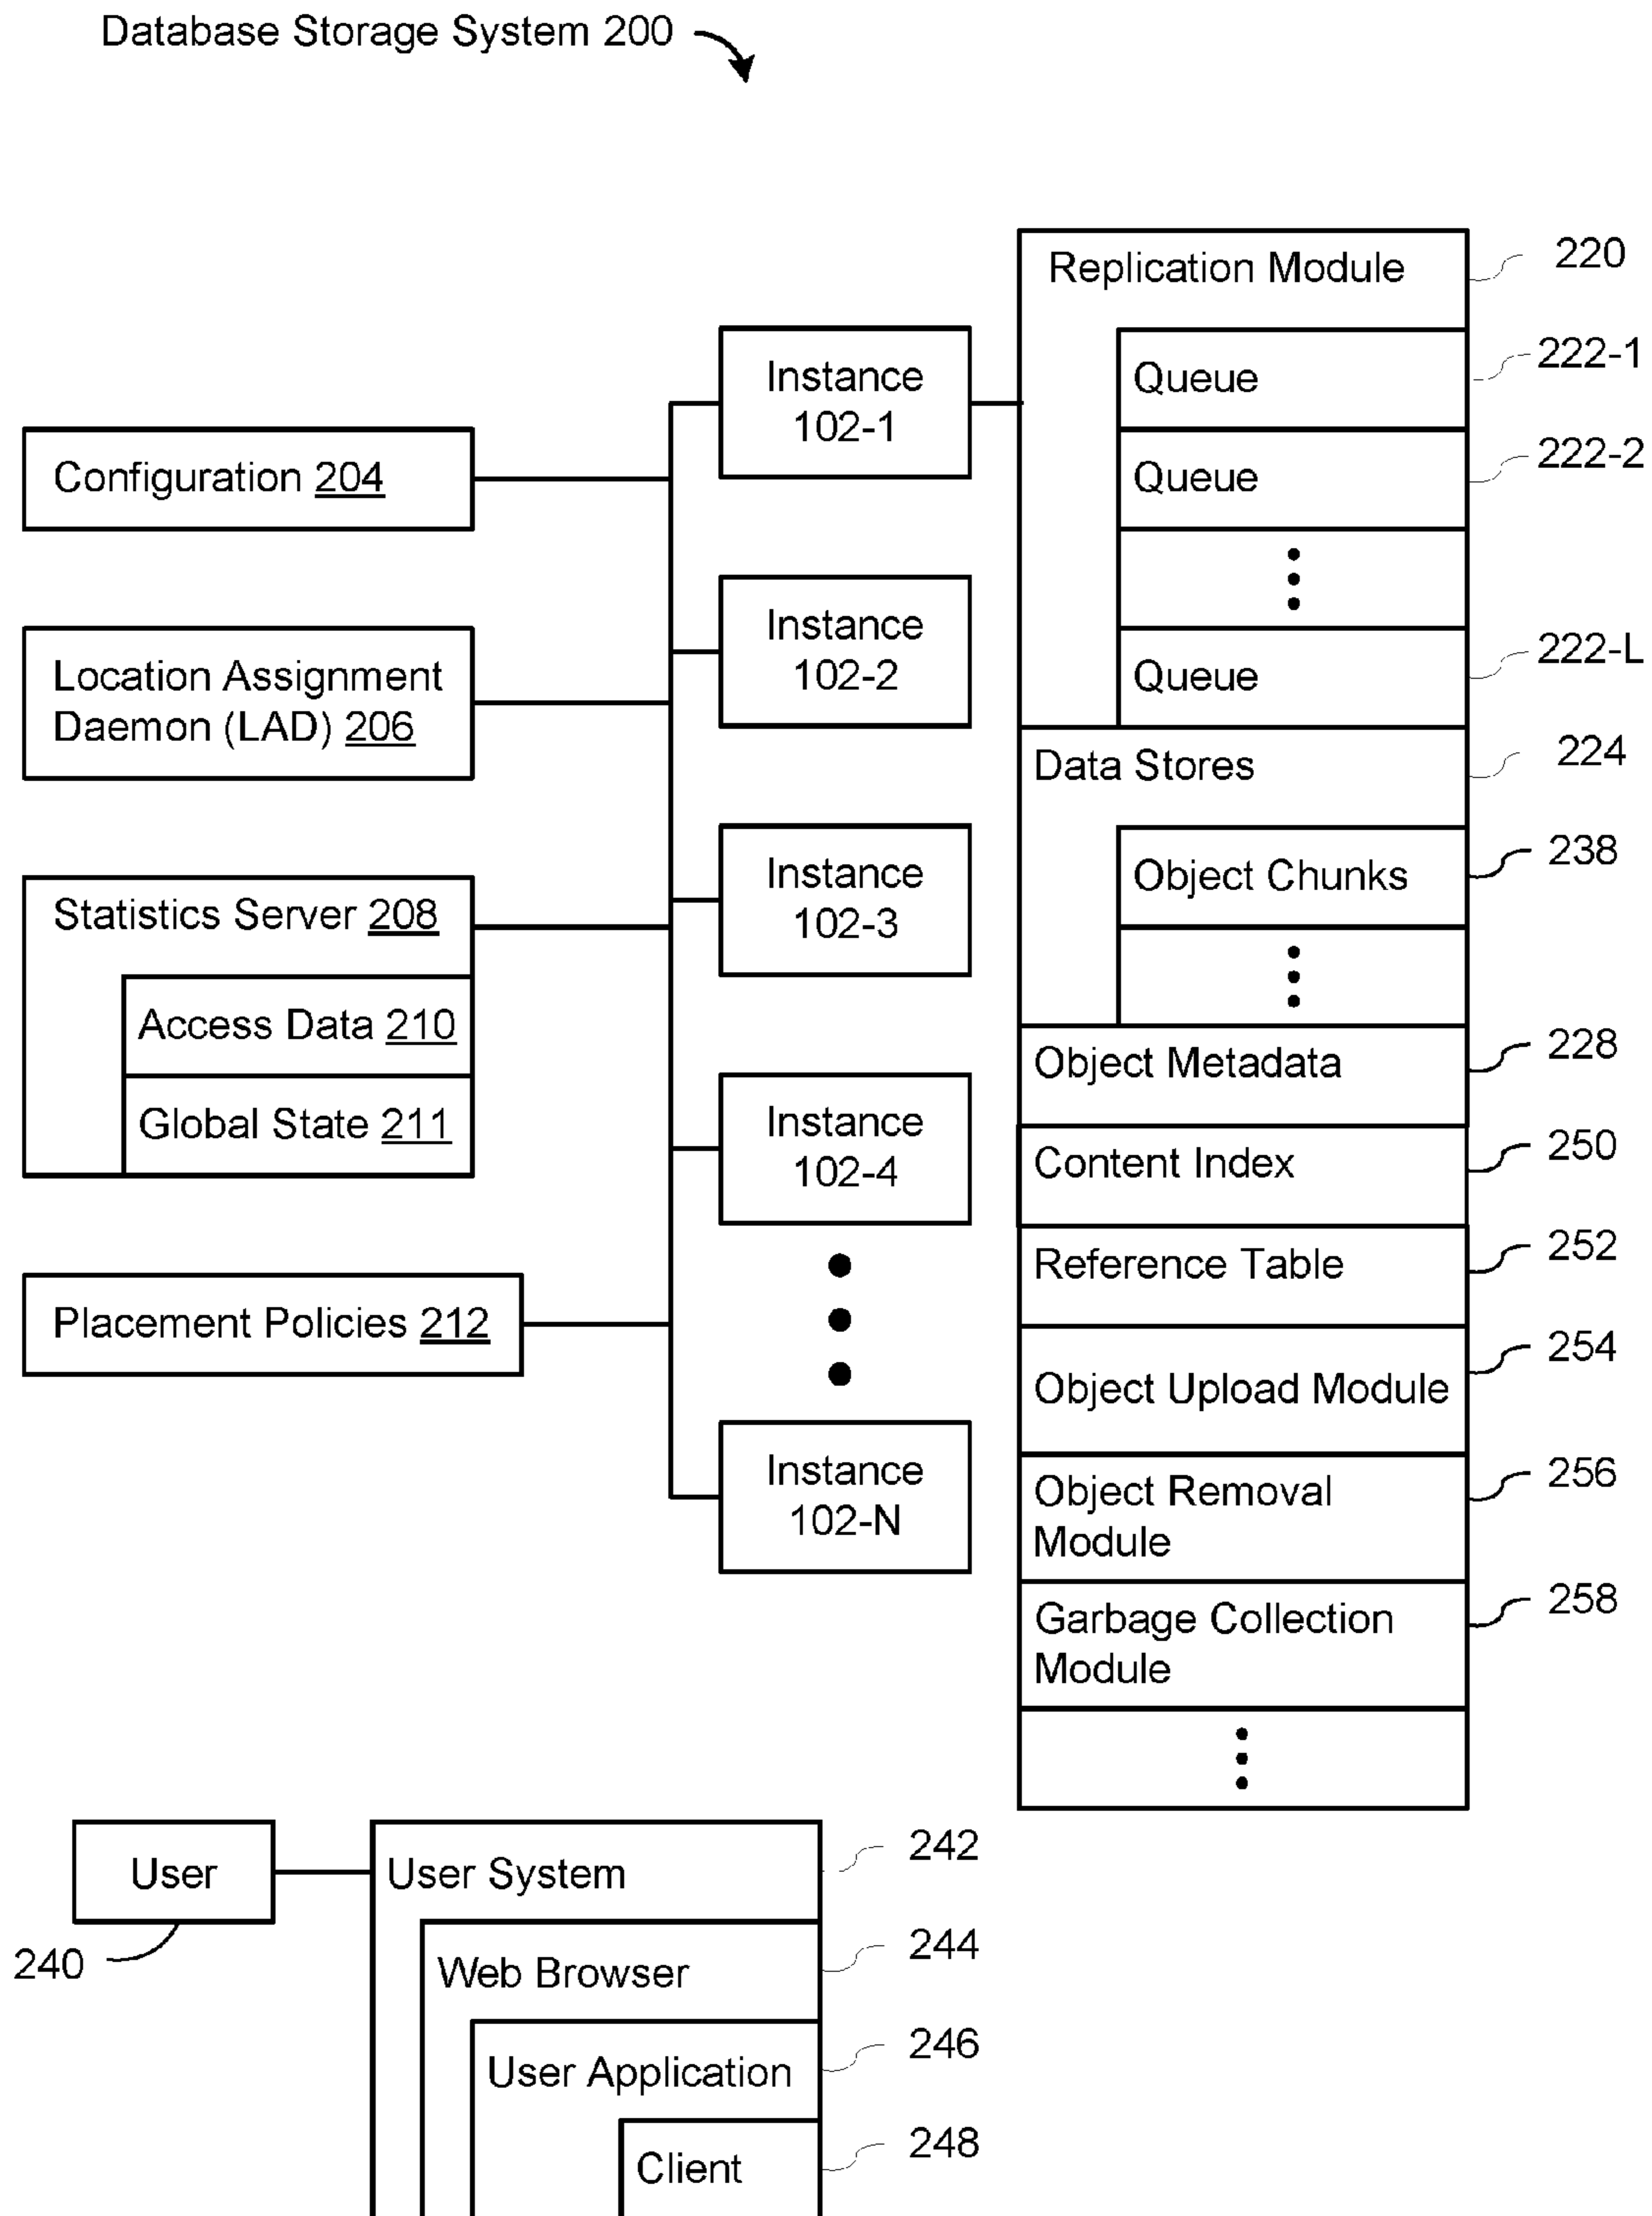 Database Storage System 200
Configuration 204
Location Assignment
Daemon (LAD) 206
Statistics Server 208
Access Data 210
Global State 211
Placement Policies 212
Instance
102-1
Instance
102-2
Instance
102-3
Instance
102-4
Instance
102-N
Replication Module
220
Queue
222-1
Queue
222-2
Queue
222-L
Data Stores
224
Object Chunks
238
Object Metadata
228
Content Index
250
Reference Table
252
Object Upload Module
254
Object Removal
Module
256
Garbage Collection
Module
258
User
240
User System
242
Web Browser
244
User Application
246
Client
248